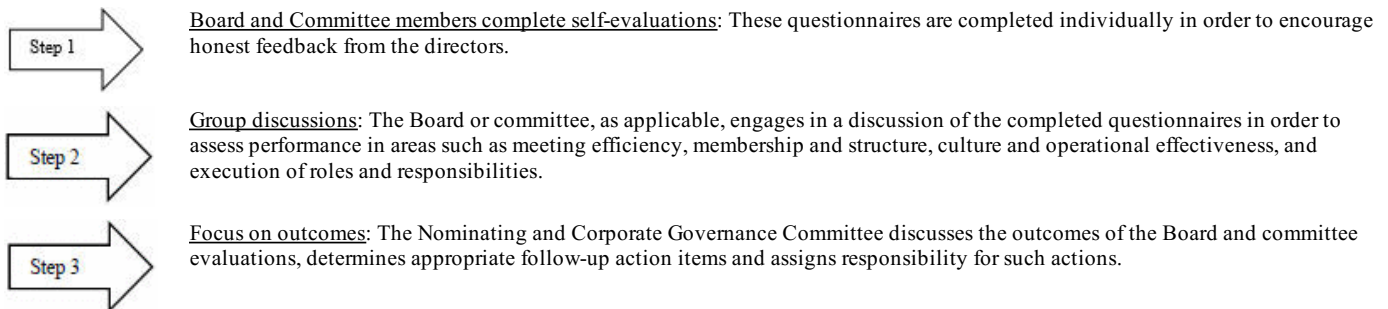 Step 1
Board and Committee members complete self-evaluations: These questionnaires are completed individually in order to encourage
honest feedback from the directors.
Step 2
Group discussions: The Board or committee, as applicable, engages in a discussion of the completed questionnaires in order to
assess performance in areas such as meeting efficiency, membership and structure, culture and operational effectiveness, and
execution of roles and responsibilities.
Step 3
Focus on outcomes: The Nominating and Corporate Governance Committee discusses the outcomes of the Board and committee
evaluations, determines appropriate follow-up action items and assigns responsibility for such actions.